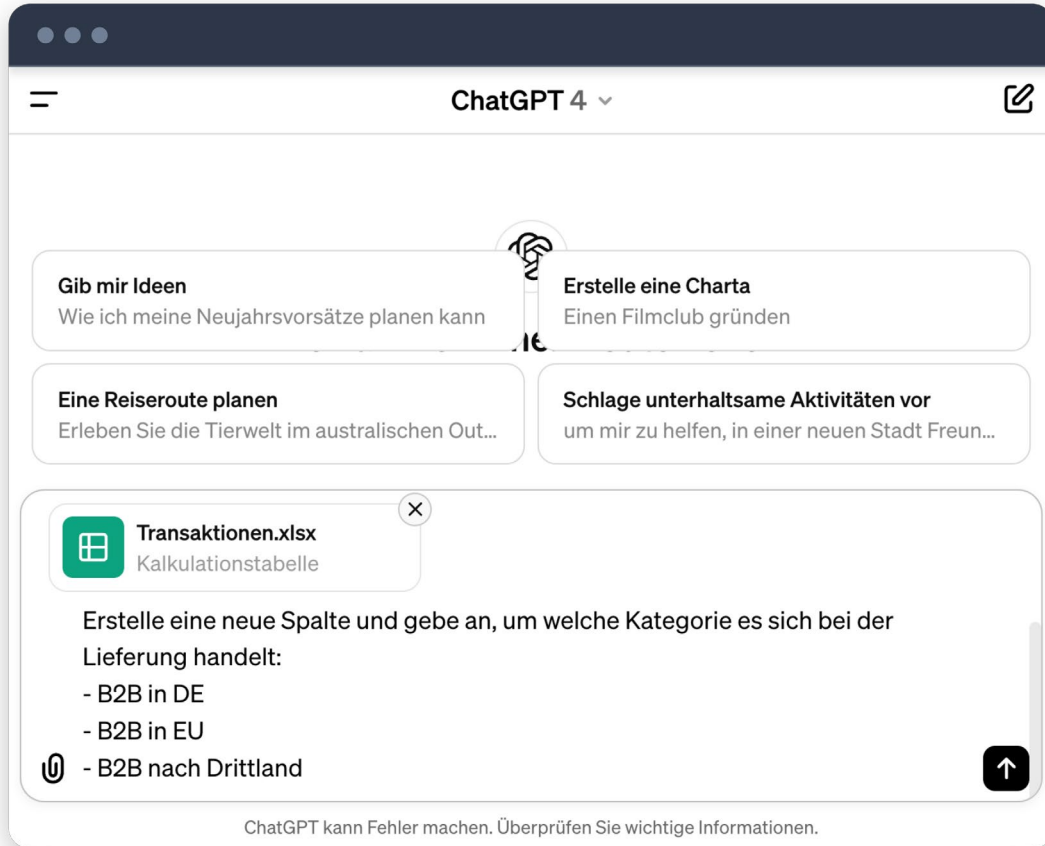 ChatGPT 4
Gib mir Ideen
Wie ich meine Neujahrsvorsätze planen kann
Erstelle eine Charta
Einen Filmclub gründen
Eine Reiseroute planen
Erleben Sie die Tierwelt im australischen Out...
Schlage unterhaltsame Aktivitäten vor
um mir zu helfen, in einer neuen Stadt Freun...
Transaktionen.xlsx
Kalkulationstabelle
Erstelle eine neue Spalte und gebe an, um welche Kategorie es sich bei der
Lieferung handelt:
- B2B in DE
- B2B in EU
- B2B nach Drittland
ChatGPT kann Fehler machen. Überprüfen Sie wichtige Informationen.